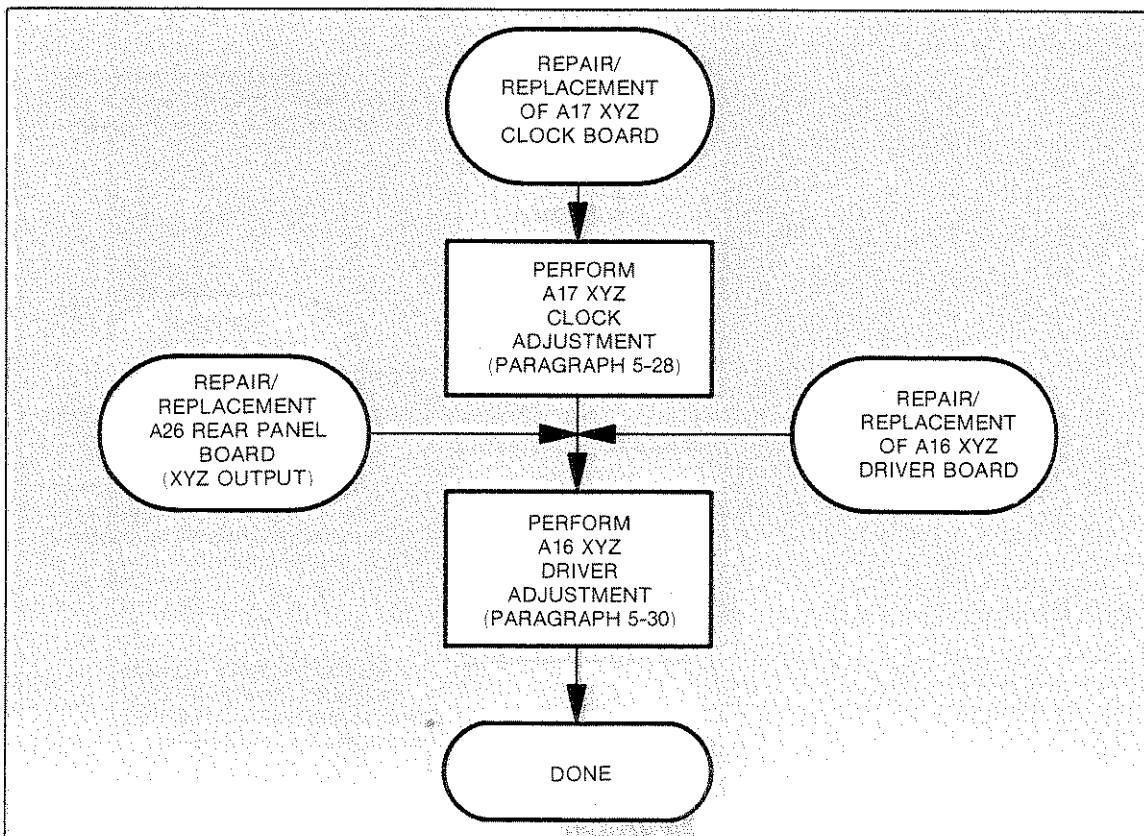 REPAIR/
REPLACEMENT
OF A17 XYZ
CLOCK BOARD
PERFORM
A17 XYZ
CLOCK
ADJUSTMENT
(PARAGRAPH 5-28)
REPAIR/
REPLACEMENT
A26 REAR PANEL
BOARD
(XYZ OUTPUT)
REPAIR/
REPLACEMENT
OF A16 XYZ
DRIVER BOARD
PERFORM
A16 XYZ
DRIVER
ADJUSTMENT
(PARAGRAPH 5-30)
DONE